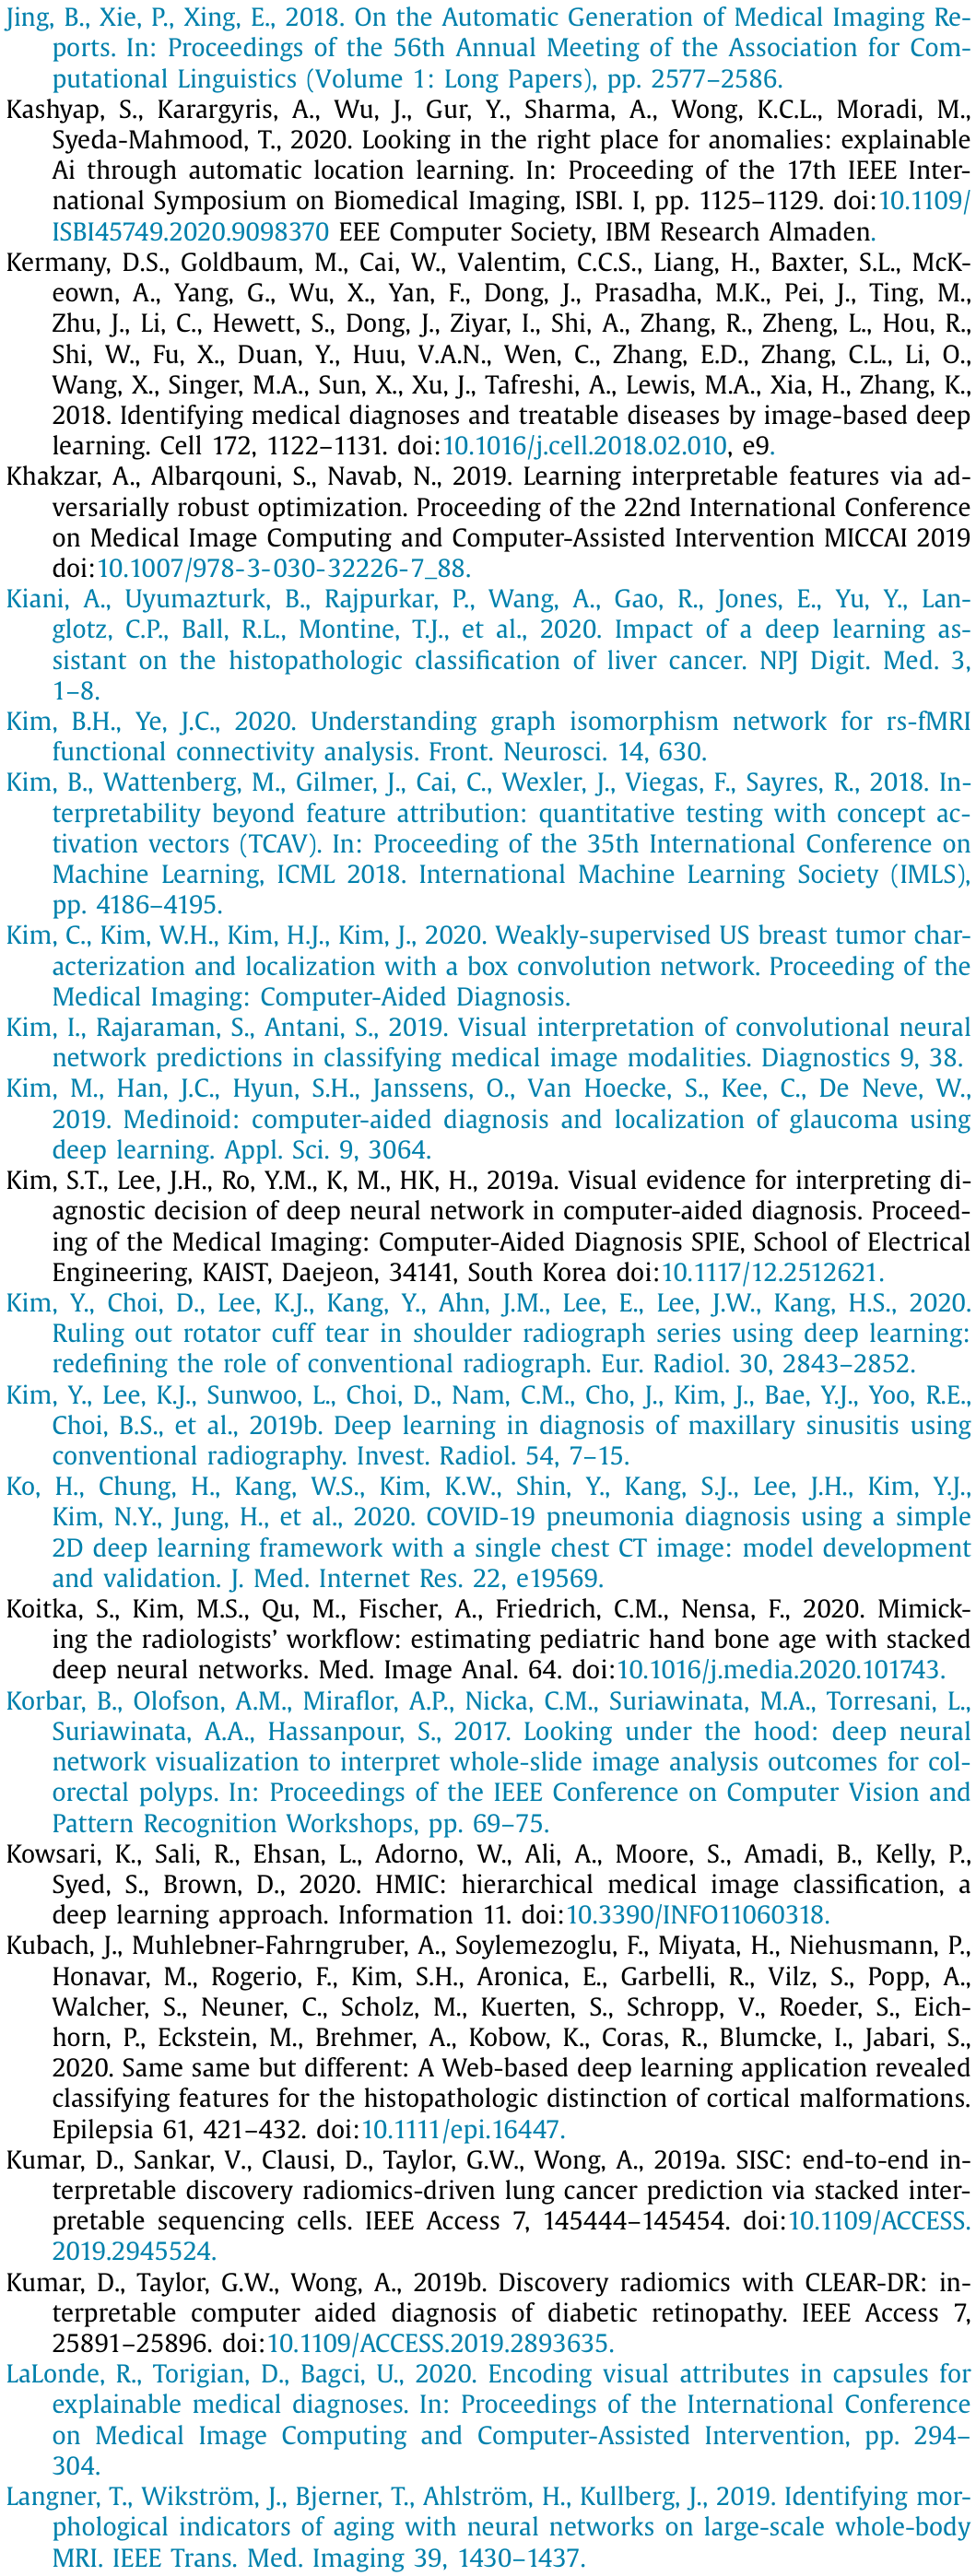 Jing, B., Xie, P., Xing, E., 2018. On the Automatic Generation of Medical Imaging Re-
ports. In: Proceedings of the 56th Annual Meeting of the Association for Com-
putational Linguistics (Volume 1: Long Papers), pp. 2577–2586.
Kashyap, S., Karargyris, A., Wu, J., Gur, Y., Sharma, A., Wong, K.C.L., Moradi, M.,
Syeda-Mahmood, T., 2020. Looking in the right place for anomalies: explainable
Ai through automatic location learning. In: Proceeding of the 17th IEEE Inter-
national Symposium on Biomedical Imaging, ISBI. I, pp. 1125–1129. doi:10.1109/
ISBI45749.2020.9098370 EEE Computer Society, IBM Research Almaden.
Kermany, D.S., Goldbaum, M., Cai, W., Valentim, C.C.S., Liang, H., Baxter, S.L., McK-
eown, A., Yang, G., Wu, X., Yan, F., Dong, J., Prasadha, M.K., Pei, J., Ting, M.,
Zhu, J., Li, C., Hewett, S., Dong, J., Ziyar, I., Shi, A., Zhang, R., Zheng, L., Hou, R.,
Shi, W., Fu, X., Duan, Y., Huu, V.A.N., Wen, C., Zhang, E.D., Zhang, C.L., Li, O.,
Wang, X., Singer, M.A., Sun, X., Xu, J., Tafreshi, A., Lewis, M.A., Xia, H., Zhang, K.,
2018. Identifying medical diagnoses and treatable diseases by image-based deep
learning. Cell 172, 1122–1131. doi:10.1016/j.cell.2018.02.010, e9.
Khakzar, A., Albarqouni, S., Navab, N., 2019. Learning interpretable features via ad-
versarially robust optimization. Proceeding of the 22nd International Conference
on Medical Image Computing and Computer-Assisted Intervention MICCAI 2019
doi:10.1007/978-3-030-32226-7_88.
Kiani, A., Uyumazturk, B., Rajpurkar, P., Wang, A., Gao, R., Jones, E., Yu, Y., Lan-
glotz, C.P., Ball, R.L., Montine, T.J., et al., 2020. Impact of a deep learning as-
sistant on the histopathologic classification of liver cancer. NPJ Digit. Med. 3,
1–8.
Kim, B.H., Ye, J.C., 2020. Understanding graph isomorphism network for rs-fMRI
functional connectivity analysis. Front. Neurosci. 14, 630.
Kim, B., Wattenberg, M., Gilmer, J., Cai, C., Wexler, J., Viegas, F., Sayres, R., 2018. In-
terpretability beyond feature attribution: quantitative testing with concept ac-
tivation vectors (TCAV). In: Proceeding of the 35th International Conference on
Machine Learning, ICML 2018. International Machine Learning Society (IMLS),
pp. 4186–4195.
Kim, C., Kim, W.H., Kim, H.J., Kim, J., 2020. Weakly-supervised US breast tumor char-
acterization and localization with a box convolution network. Proceeding of the
Medical Imaging: Computer-Aided Diagnosis.
Kim, I., Rajaraman, S., Antani, S., 2019. Visual interpretation of convolutional neural
network predictions in classifying medical image modalities. Diagnostics 9, 38.
Kim, M., Han, J.C., Hyun, S.H., Janssens, O., Van Hoecke, S., Kee, C., De Neve, W.,
2019. Medinoid: computer-aided diagnosis and localization of glaucoma using
deep learning. Appl. Sci. 9, 3064.
Kim, S.T., Lee, J.H., Ro, Y.M., K, M., HK, H., 2019a. Visual evidence for interpreting di-
agnostic decision of deep neural network in computer-aided diagnosis. Proceed-
ing of the Medical Imaging: Computer-Aided Diagnosis SPIE, School of Electrical
Engineering, KAIST, Daejeon, 34141, South Korea doi:10.1117/12.2512621.
Kim, Y., Choi, D., Lee, K.J., Kang, Y., Ahn, J.M., Lee, E., Lee, J.W., Kang, H.S., 2020.
Ruling out rotator cuff tear in shoulder radiograph series using deep learning:
redefining the role of conventional radiograph. Eur. Radiol. 30, 2843–2852.
Kim, Y., Lee, K.J., Sunwoo, L., Choi, D., Nam, C.M., Cho, J., Kim, J., Bae, Y.J., Yoo, R.E.,
Choi, B.S., et al., 2019b. Deep learning in diagnosis of maxillary sinusitis using
conventional radiography. Invest. Radiol. 54, 7–15.
Ko, H., Chung, H., Kang, W.S., Kim, K.W., Shin, Y., Kang, S.J., Lee, J.H., Kim, Y.J.,
Kim, N.Y., Jung, H., et al., 2020. COVID-19 pneumonia diagnosis using a simple
2D deep learning framework with a single chest CT image: model development
and validation. J. Med. Internet Res. 22, e19569.
Koitka, S., Kim, M.S., Qu, M., Fischer, A., Friedrich, C.M., Nensa, F., 2020. Mimick-
ing the radiologists’ workflow: estimating pediatric hand bone age with stacked
deep neural networks. Med. Image Anal. 64. doi:10.1016/j.media.2020.101743.
Korbar, B., Olofson, A.M., Miraflor, A.P., Nicka, C.M., Suriawinata, M.A., Torresani, L.,
Suriawinata, A.A., Hassanpour, S., 2017. Looking under the hood: deep neural
network visualization to interpret whole-slide image analysis outcomes for col-
orectal polyps. In: Proceedings of the IEEE Conference on Computer Vision and
Pattern Recognition Workshops, pp. 69–75.
Kowsari, K., Sali, R., Ehsan, L., Adorno, W., Ali, A., Moore, S., Amadi, B., Kelly, P.,
Syed, S., Brown, D., 2020. HMIC: hierarchical medical image classification, a
deep learning approach. Information 11. doi:10.3390/INFO11060318.
Kubach, J., Muhlebner-Fahrngruber, A., Soylemezoglu, F., Miyata, H., Niehusmann, P.,
Honavar, M., Rogerio, F., Kim, S.H., Aronica, E., Garbelli, R., Vilz, S., Popp, A.,
Walcher, S., Neuner, C., Scholz, M., Kuerten, S., Schropp, V., Roeder, S., Eich-
horn, P., Eckstein, M., Brehmer, A., Kobow, K., Coras, R., Blumcke, I., Jabari, S.,
2020. Same same but different: A Web-based deep learning application revealed
classifying features for the histopathologic distinction of cortical malformations.
Epilepsia 61, 421–432. doi:10.1111/epi.16447.
Kumar, D., Sankar, V., Clausi, D., Taylor, G.W., Wong, A., 2019a. SISC: end-to-end in-
terpretable discovery radiomics-driven lung cancer prediction via stacked inter-
pretable sequencing cells. IEEE Access 7, 145444–145454. doi:10.1109/ACCESS.
2019.2945524.
Kumar, D., Taylor, G.W., Wong, A., 2019b. Discovery radiomics with CLEAR-DR: in-
terpretable computer aided diagnosis of diabetic retinopathy. IEEE Access 7,
25891–25896. doi:10.1109/ACCESS.2019.2893635.
LaLonde, R., Torigian, D., Bagci, U., 2020. Encoding visual attributes in capsules for
explainable medical diagnoses. In: Proceedings of the International Conference
on Medical Image Computing and Computer-Assisted Intervention, pp. 294–
304.
Langner, T., Wikström, J., Bjerner, T., Ahlström, H., Kullberg, J., 2019. Identifying mor-
phological indicators of aging with neural networks on large-scale whole-body
MRI. IEEE Trans. Med. Imaging 39, 1430–1437.